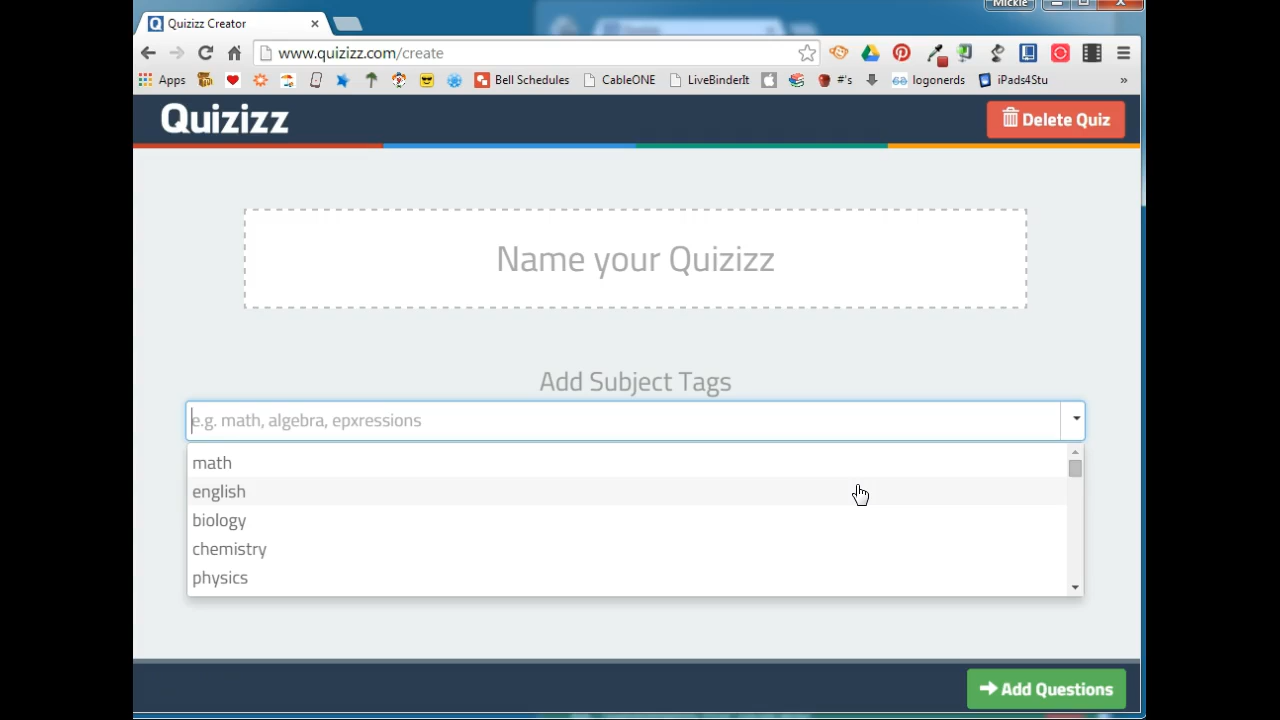 Mickle
Quizizz Creator
www.quizizz.com/create
Apps
Bell Schedules
CableONE
LiveBinderIt
#'s
logonerds
iPads4Stu
»
Quizizz
Delete Quiz
Name your Quizizz
Add Subject Tags
e.g. math, algebra, epxressions
math
english
biology
chemistry
physics
Add Questions